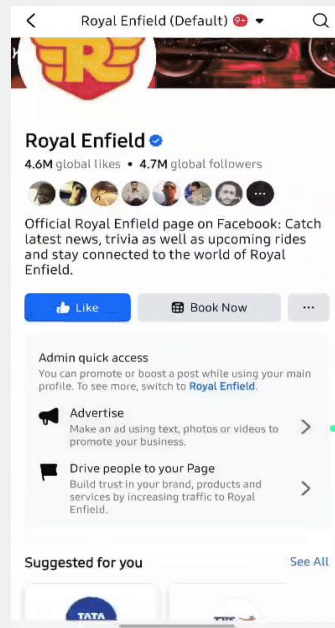 Royal Enfield (Default) 9+
R
Royal Enfield
4.6M global likes • 4.7M global followers
Official Royal Enfield page on Facebook: Catch
latest news, trivia as well as upcoming rides
and stay connected to the world of Royal
Enfield.
Like
Book Now
Admin quick access
You can promote or boost a post while using your main
profile. To see more, switch to Royal Enfield.
Advertise
Make an ad using text, photos or videos to
promote your business.
Drive people to your Page
Build trust in your brand, products and
services by increasing traffic to Royal
Enfield.
Suggested for you
See All
TATA